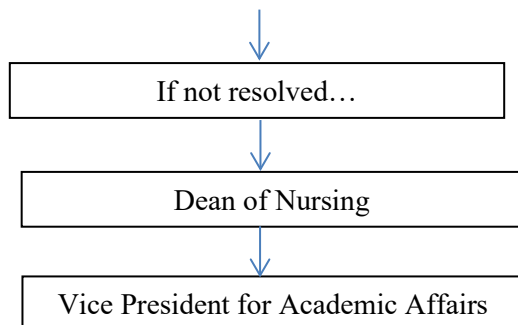 If not resolved…
Dean of Nursing
Vice President for Academic Affairs